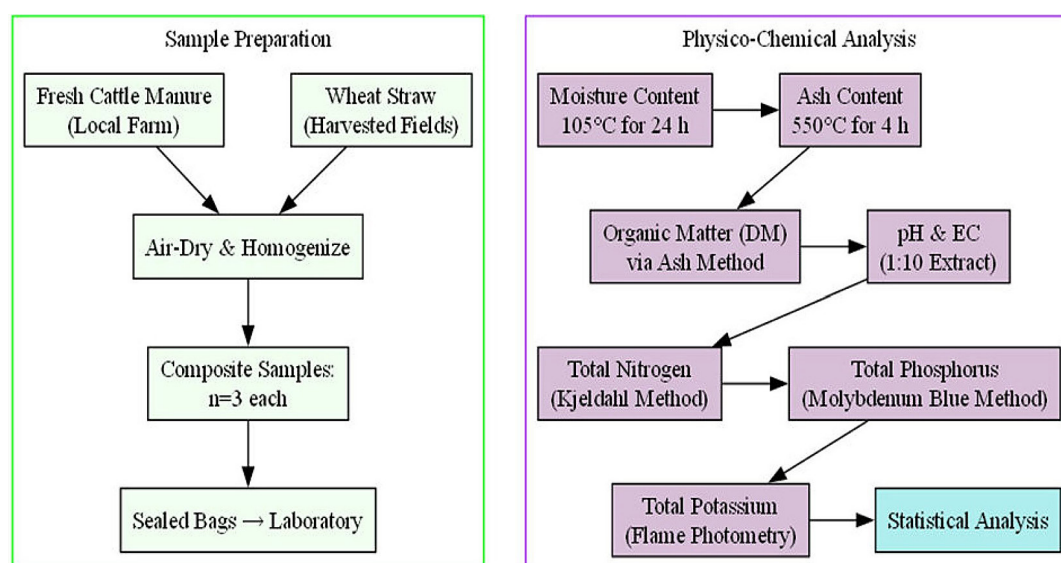 Sample Preparation
Fresh Cattle Manure
(Local Farm)
Wheat Straw
(Harvested Fields)
Air-Dry & Homogenize
Composite Samples:
n=3 each
Sealed Bags → Laboratory
Physico-Chemical Analysis
Moisture Content
105°C for 24 h
Ash Content
550°C for 4 h
Organic Matter (DM)
via Ash Method
pH & EC
(1:10 Extract)
Total Nitrogen
(Kjeldahl Method)
Total Phosphorus
(Molybdenum Blue Method)
Total Potassium
(Flame Photometry)
Statistical Analysis